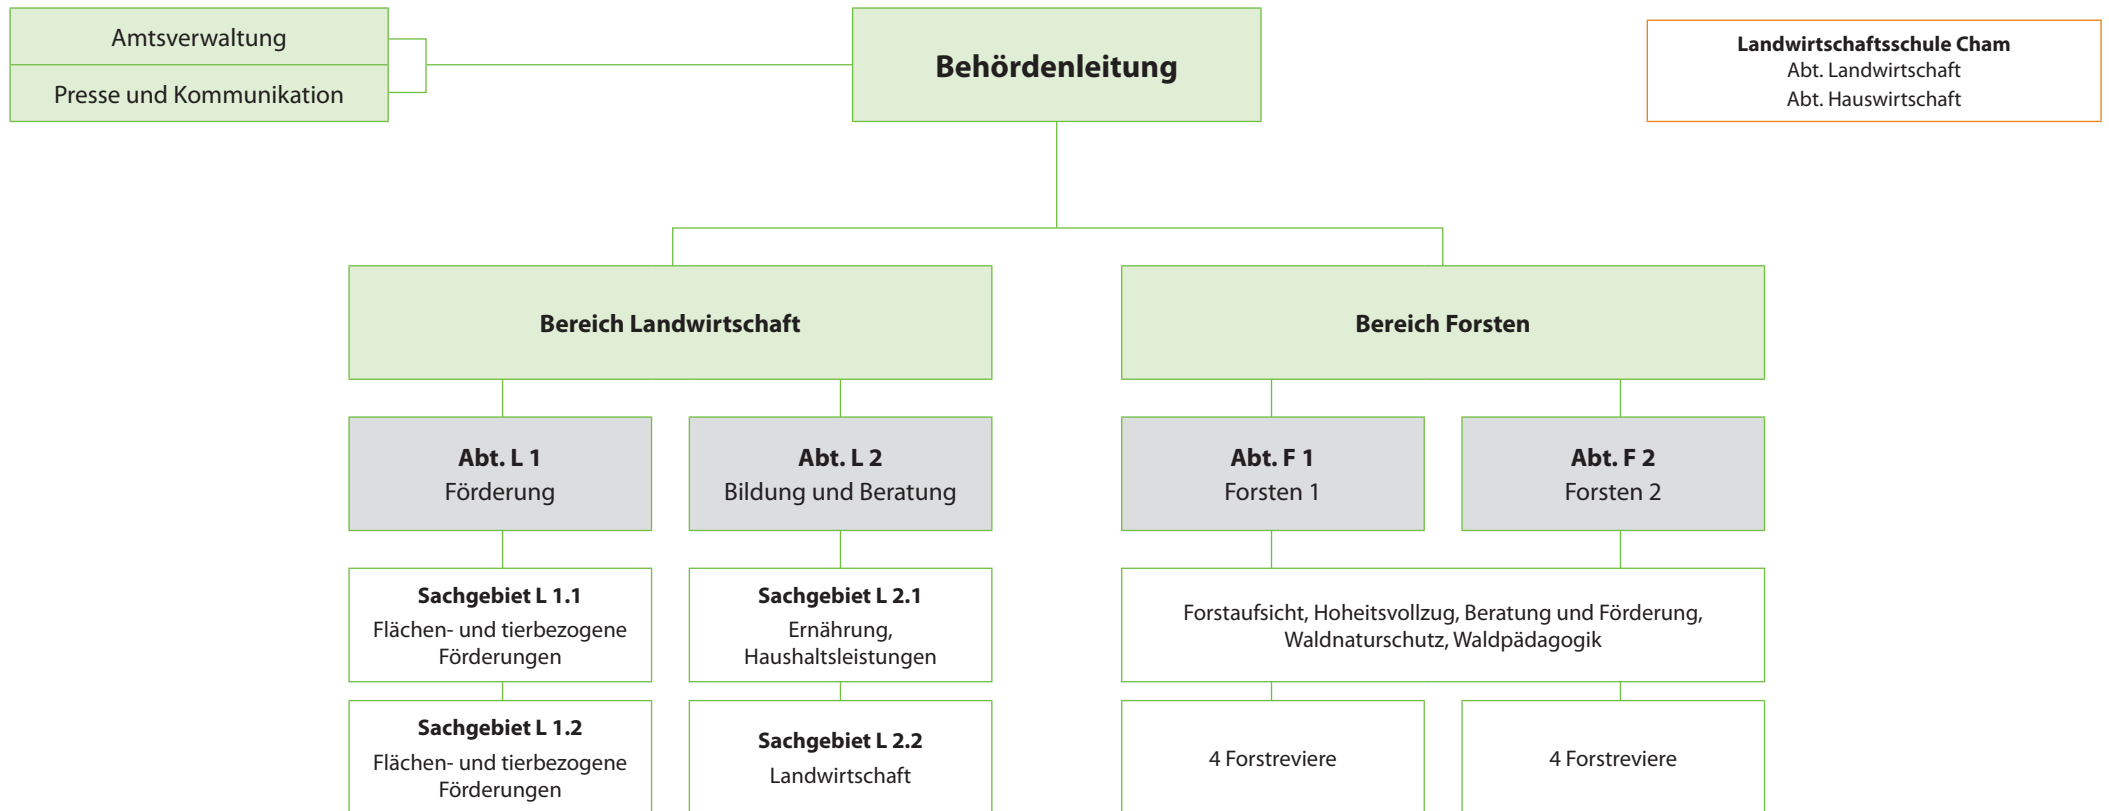 Amtsverwaltung
Presse und Kommunikation
Behördenleitung
Landwirtschaftsschule Cham
Abt. Landwirtschaft
Abt. Hauswirtschaft
Bereich Landwirtschaft
Bereich Forsten
Abt. L 1
Förderung
Abt. L 2
Bildung und Beratung
Abt. F 1
Forsten 1
Abt. F 2
Forsten 2
Sachgebiet L 1.1
Flächen- und tierbezogene
Förderungen
Sachgebiet L 2.1
Ernährung,
Haushaltsleistungen
Forstaufsicht, Hoheitsvollzug, Beratung und Förderung,
Waldnaturschutz, Waldpädagogik
Sachgebiet L 1.2
Flächen- und tierbezogene
Förderungen
Sachgebiet L 2.2
Landwirtschaft
4 Forstreviere
4 Forstreviere